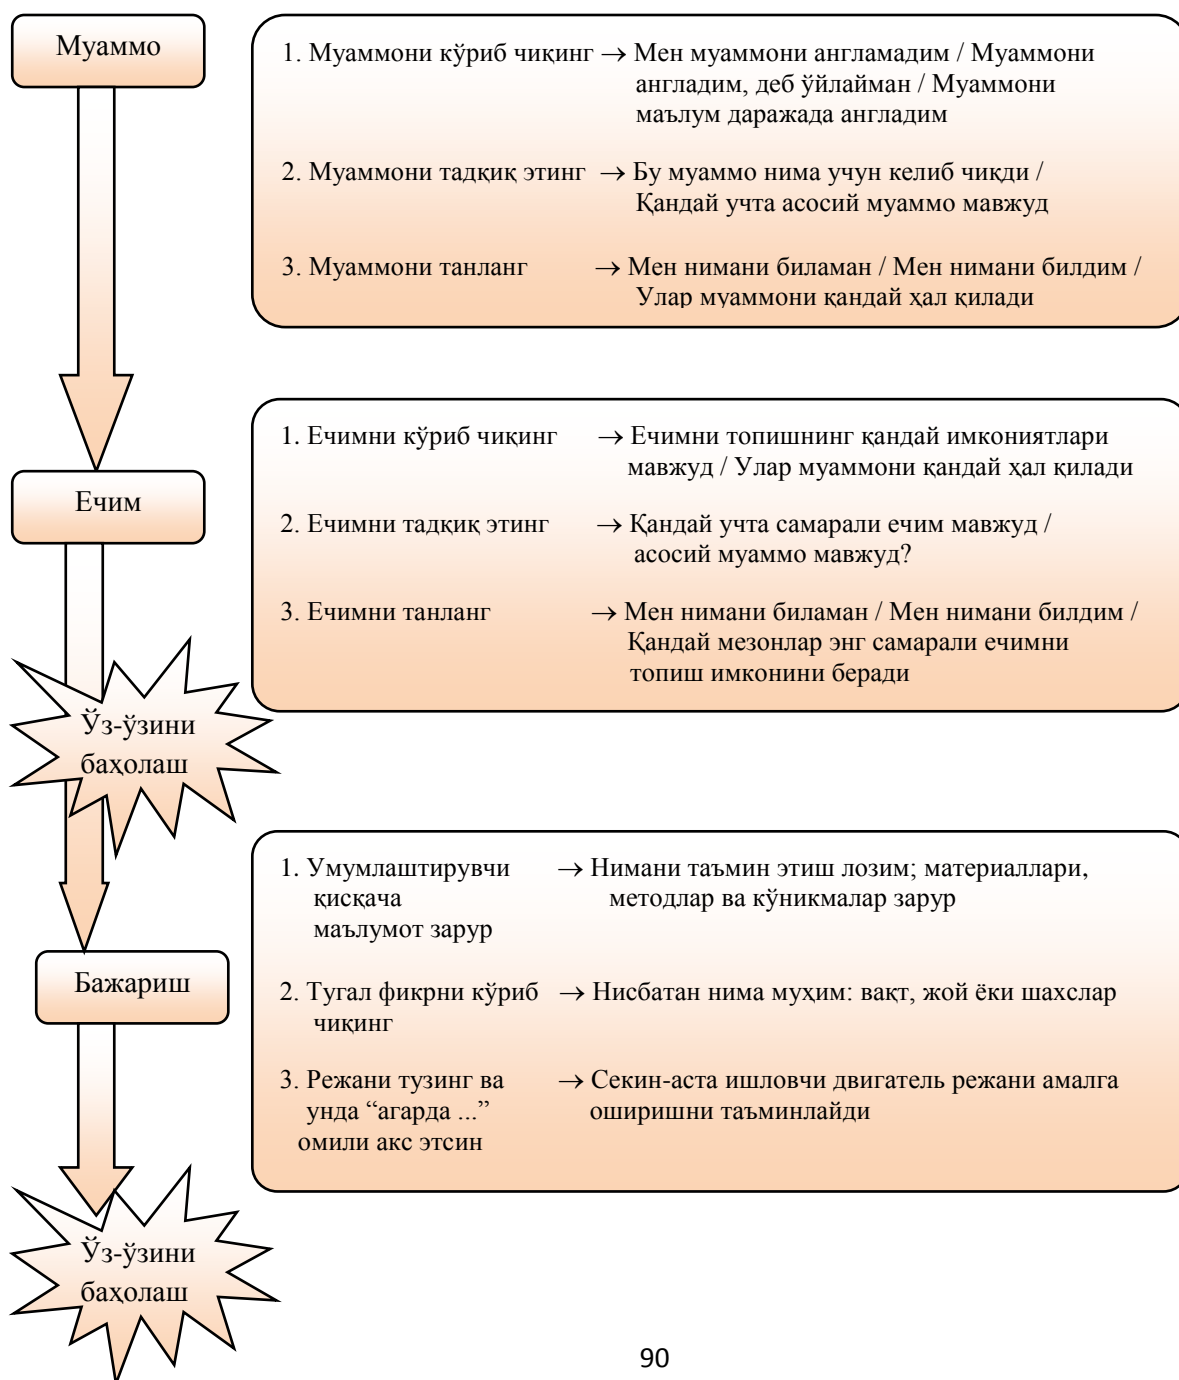 Муаммо
1. Муаммони кўриб чиқинг → Мен муаммони англамадим / Муаммони
англадим, деб ўйлайман / Муаммони
маълум даражада англадим
2. Муаммони тадқиқ этинг → Бу муаммо нима учун келиб чиқди /
Қандай учта асосий муаммо мавжуд
3. Муаммони танланг → Мен нимани биламан / Мен нимани билдим /
Улар муаммони қандай ҳал қилади
Ечим
1. Ечимни кўриб чиқинг → Ечимни топишнинг қандай имкониятлари
мавжуд / Улар муаммони қандай ҳал қилади
2. Ечимни тадқиқ этинг → Қандай учта самарали ечим мавжуд /
асосий муаммо мавжуд?
3. Ечимни танланг → Мен нимани биламан / Мен нимани билдим /
Қандай мезонлар энг самарали ечимни
топиш имконини беради
Ўз-ўзини
баҳолаш
Бажариш
1. Умумлаштирувчи → Нимани таъмин этиш лозим; материаллари,
қисқача методлар ва кўникмалар зарур
маълумот зарур
2. Тугал фикрни кўриб → Нисбатан нима муҳим: вақт, жой ёки шахслар
чиқинг
3. Режани тузинг ва → Секин-аста ишловчи двигатель режани амалга
унда “агарда ...” оширишни таъминлайди
омили акс этсин
Ўз-ўзини
баҳолаш
90